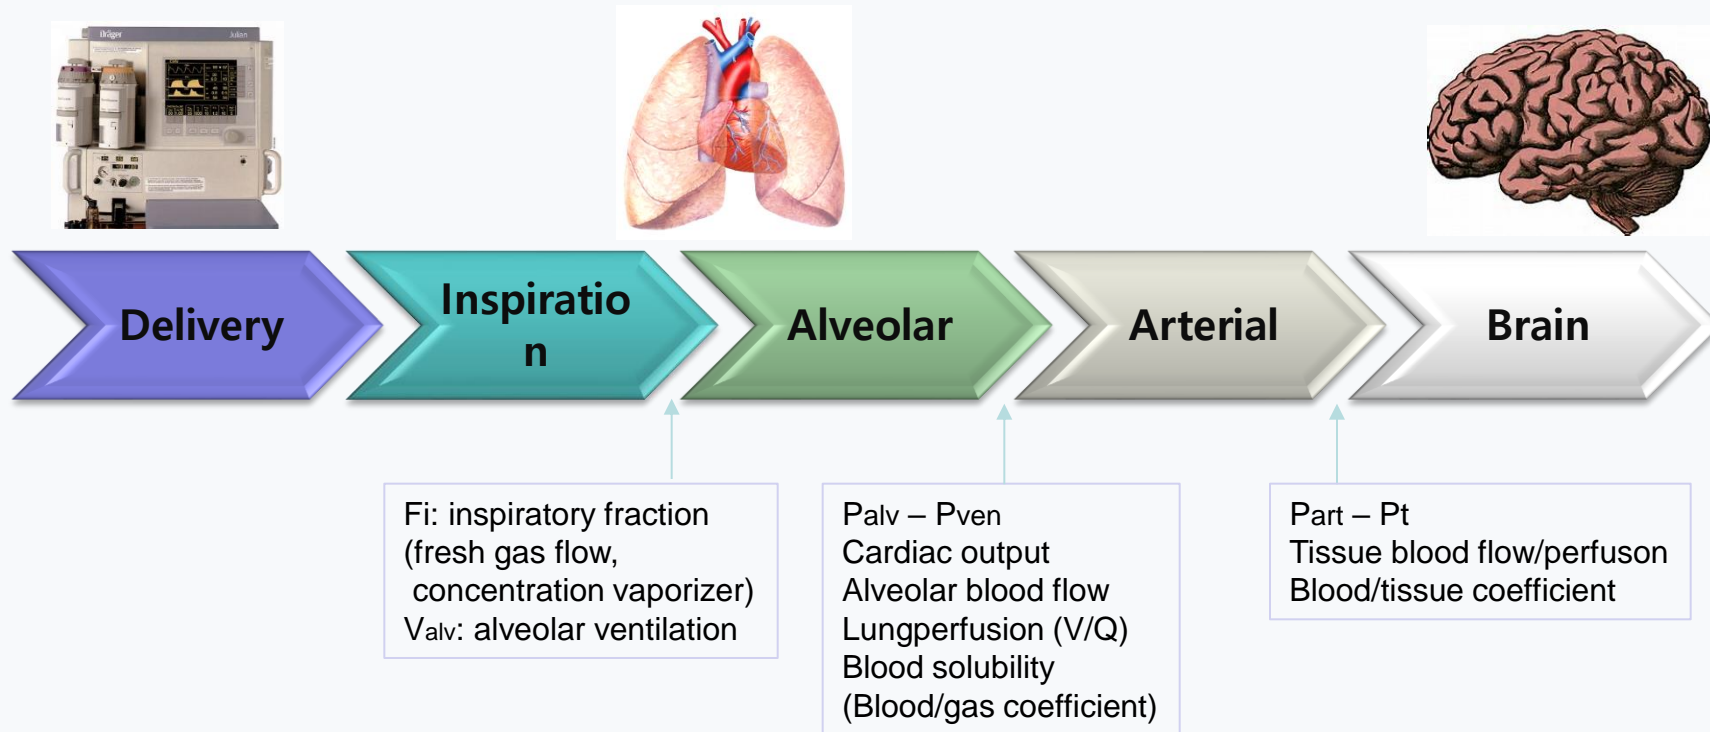 Dräger
Julian
Delivery
Inspiratio
n
Alveolar
Arterial
Brain
Fi: inspiratory fraction
(fresh gas flow,
concentration vaporizer)
Valv: alveolar ventilation
Palv – Pven
Cardiac output
Alveolar blood flow
Lungperfusion (V/Q)
Blood solubility
(Blood/gas coefficient)
Part – Pt
Tissue blood flow/perfuson
Blood/tissue coefficient